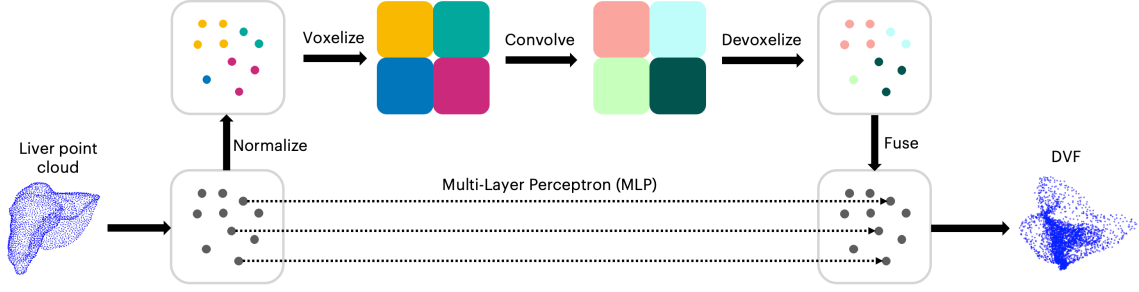 Voxelize
Convolve
Devoxelize
Normalize
Fuse
Liver point
cloud
Multi-Layer Perceptron (MLP)
DVF